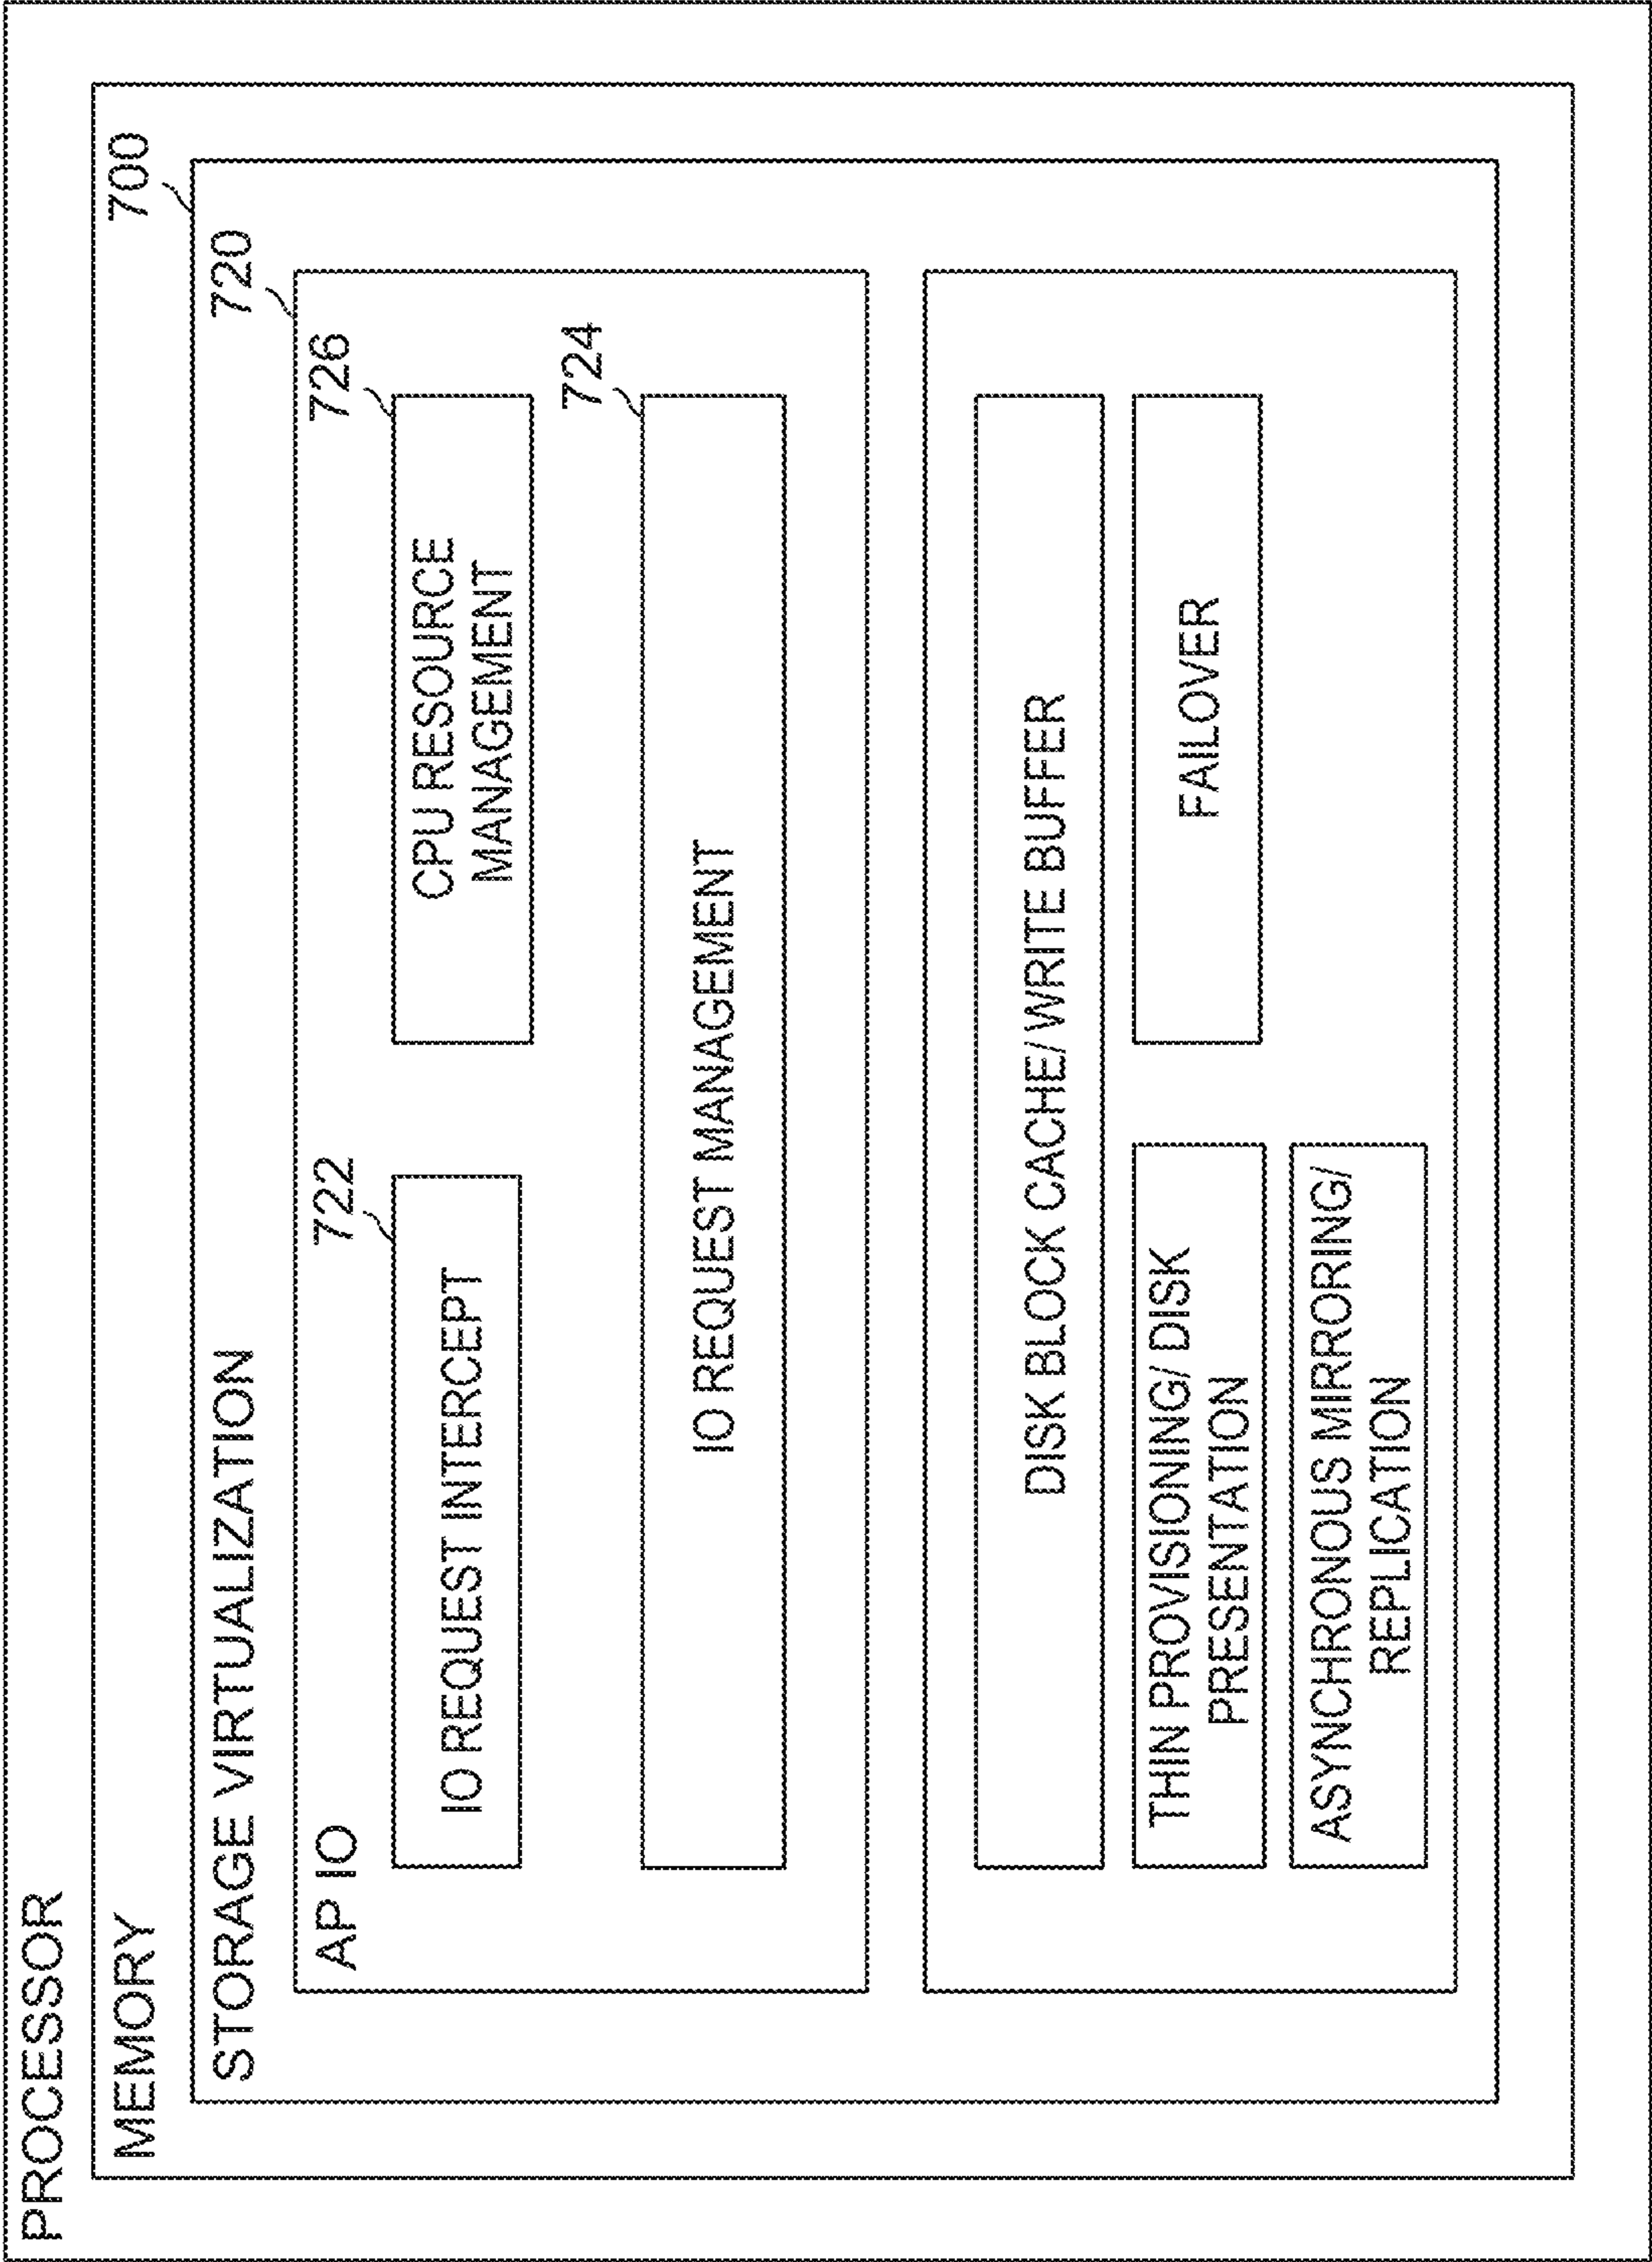 PROCESSOR
MEMORY
700
STORAGE VIRTUALIZATION
720
AP IO
722
726
IO REQUEST INTERCEPT
CPU RESOURCE
MANAGEMENT
724
IO REQUEST MANAGEMENT
DISK BLOCK CACHE/ WRITE BUFFER
THIN PROVISIONING/ DISK
PRESENTATION
FAILOVER
ASYNCHRONOUS MIRRORING/
REPLICATION